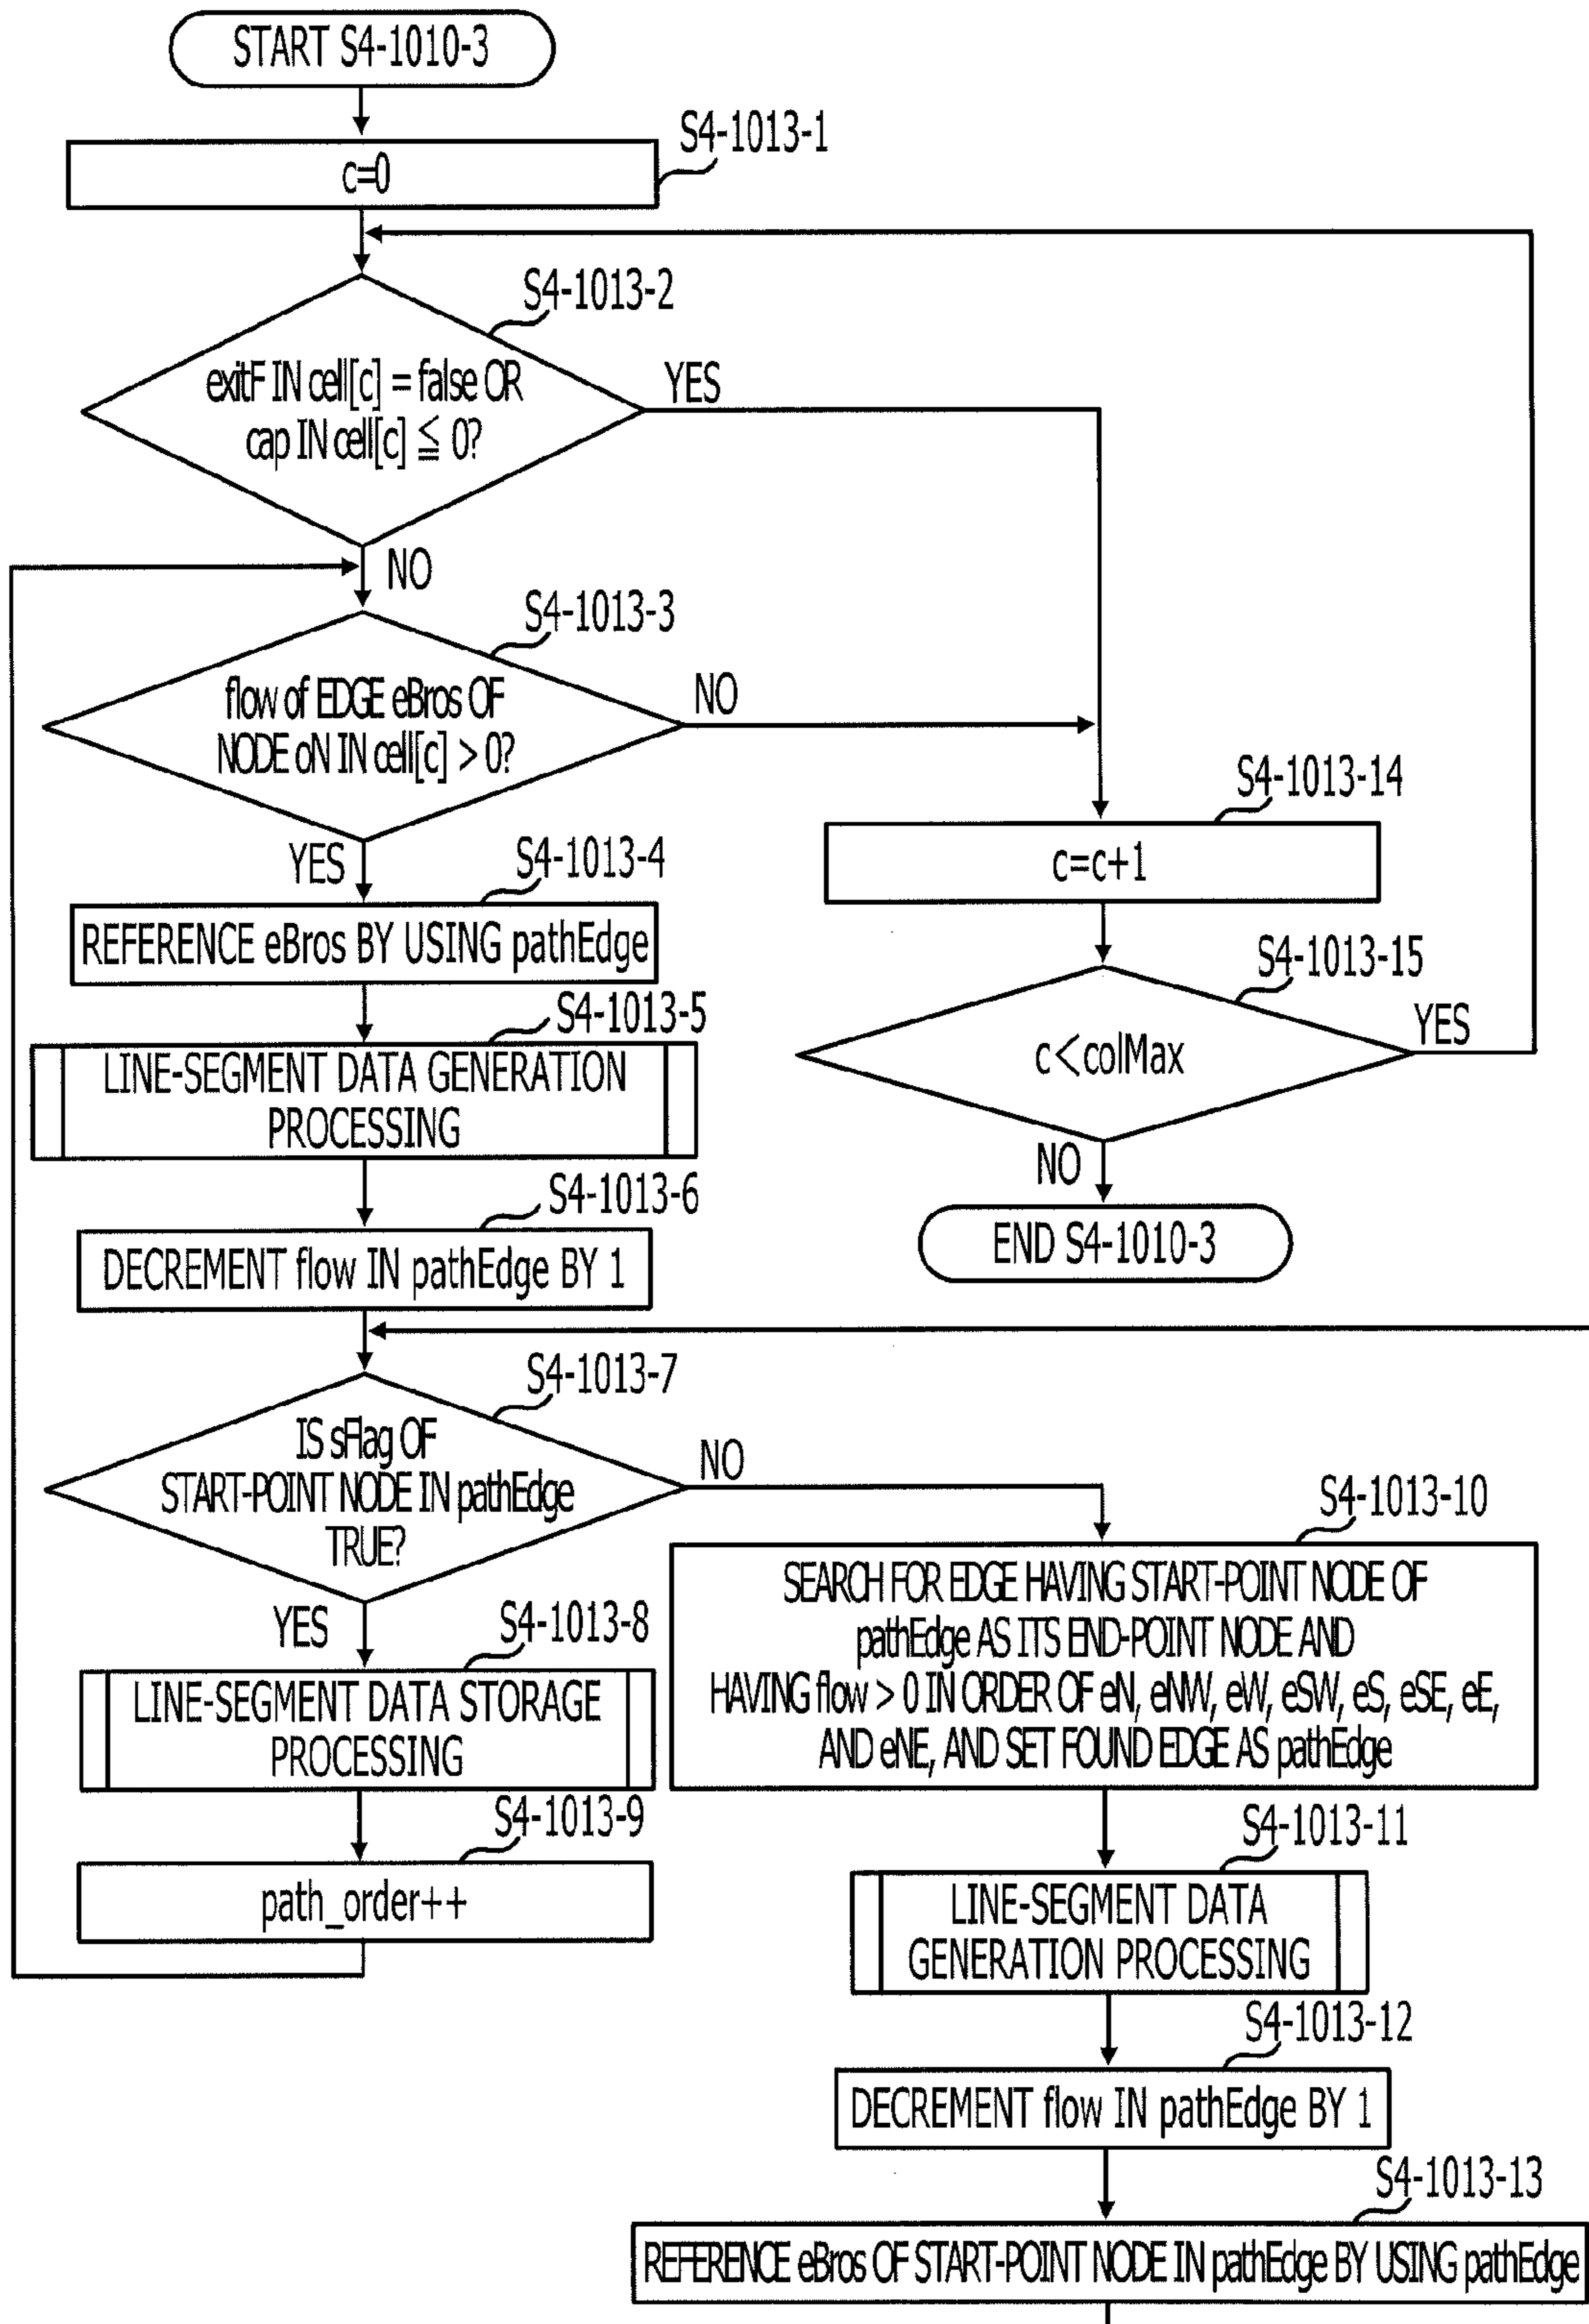 START S4-1010-3
S4-1013-1
c=0
S4-1013-2
exitF IN cell[c] = false OR
cap IN cell[c] ≦ 0?
YES
NO
S4-1013-3
flow of EDGE eBros OF
NODE oN IN cell[c] > 0?
NO
YES
S4-1013-14
c=c+1
S4-1013-4
REFERENCE eBros BY USING pathEdge
S4-1013-15
c<colMax
YES
NO
S4-1013-5
LINE-SEGMENT DATA GENERATION
PROCESSING
S4-1013-6
DECREMENT flow IN pathEdge BY 1
END S4-1010-3
S4-1013-7
IS sFlag OF
START-POINT NODE IN pathEdge
TRUE?
NO
YES
S4-1013-8
LINE-SEGMENT DATA STORAGE
PROCESSING
S4-1013-9
path_order++
S4-1013-10
SEARCH FOR EDGE HAVING START-POINT NODE OF
pathEdge AS ITS END-POINT NODE AND
HAVING flow > 0 IN ORDER OF eN, eNW, eW, eSW, eS, eSE, eE,
AND eNE, AND SET FOUND EDGE AS pathEdge
S4-1013-11
LINE-SEGMENT DATA
GENERATION PROCESSING
S4-1013-12
DECREMENT flow IN pathEdge BY 1
S4-1013-13
REFERENCE eBros OF START-POINT NODE IN pathEdge BY USING pathEdge